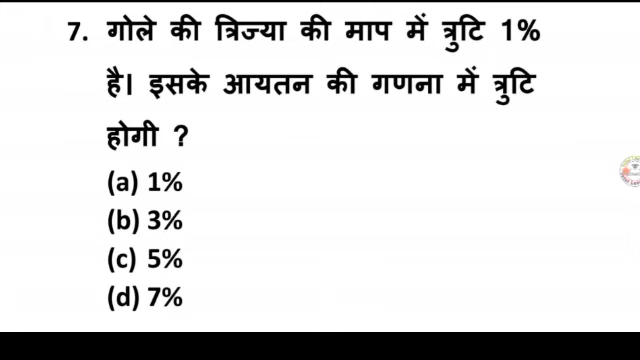 7. गोले की त्रिज्या की माप में त्रुटि 1%
है। इसके आयतन की गणना में त्रुटि
होगी ?
(a) 1%
(b) 3%
(c) 5%
(d) 7%